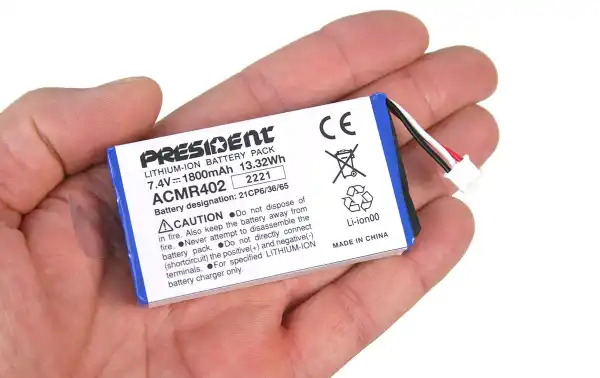 PRESIDENT
LITHIUM-ION BATTERY PACK
7.4V⎓1800mAh 13.32Wh
ACMR402 2221
Battery designation: 21CP6/36/65
CAUTION ● Do not dispose of
in fire. Also keep the battery away from
fire. ● Never attempt to disassemble the
battery pack. ● Do not directly connect
(shortcircuit) the positive(+) and negative(-)
terminals. ● For specified LITHIUM-ION
battery charger only.
CE
Li-ion00
MADE IN CHINA